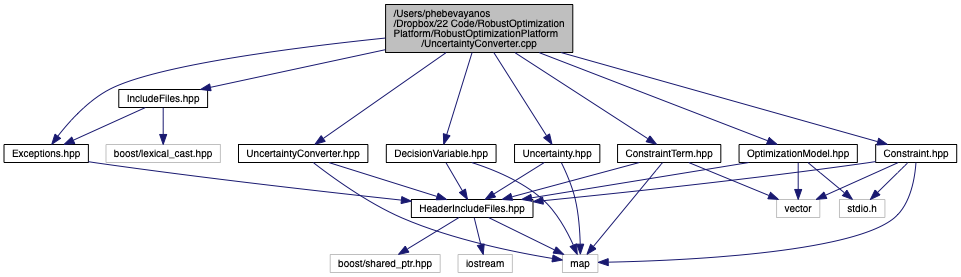 /Users/phebevayanos
/Dropbox/22 Code/RobustOptimization
Platform/RobustOptimizationPlatform
/UncertaintyConverter.cpp
IncludeFiles.hpp
Exceptions.hpp
boost/lexical_cast.hpp
UncertaintyConverter.hpp
DecisionVariable.hpp
Uncertainty.hpp
ConstraintTerm.hpp
OptimizationModel.hpp
Constraint.hpp
HeaderIncludeFiles.hpp
vector
stdio.h
boost/shared_ptr.hpp
iostream
map